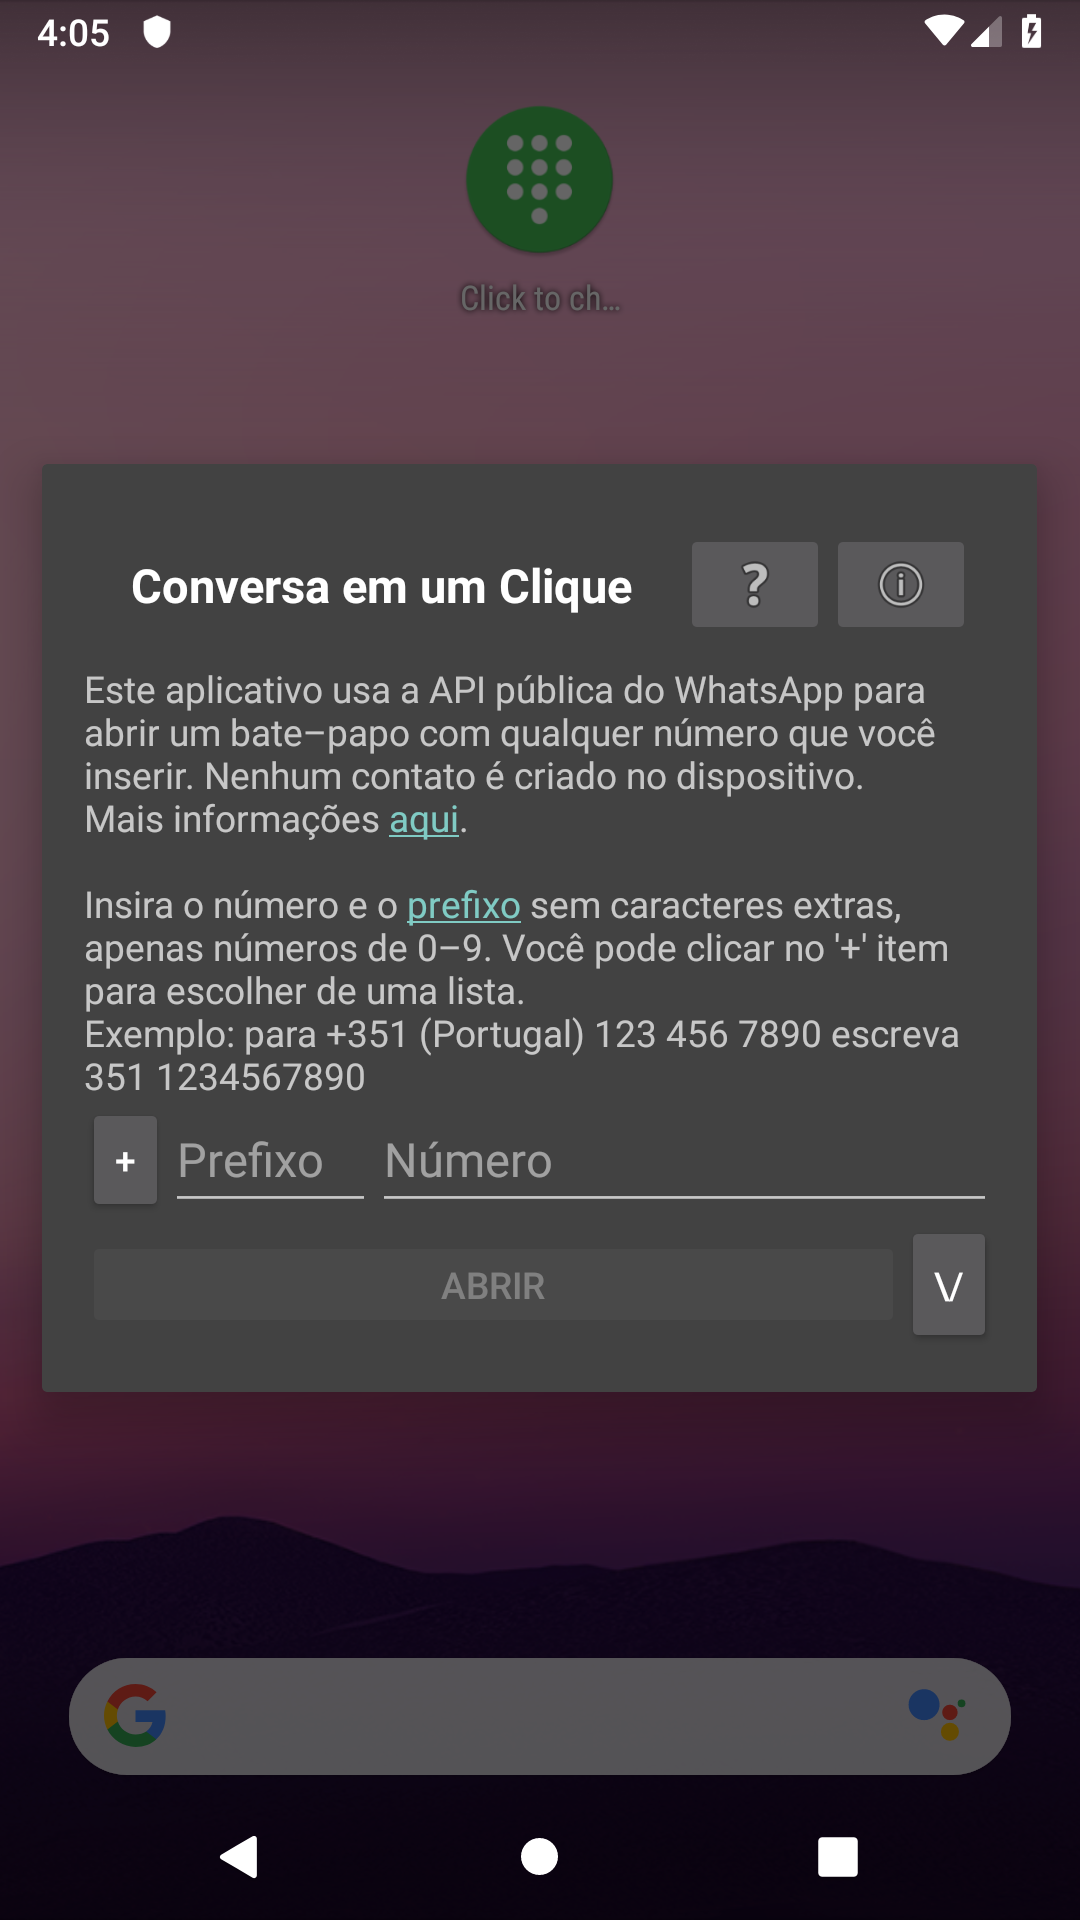 4:05
Click to ch...
Conversa em um Clique
?
i
Este aplicativo usa a API pública do WhatsApp para
abrir um bate–papo com qualquer número que você
inserir. Nenhum contato é criado no dispositivo.
Mais informações aqui.
Insira o número e o prefixo sem caracteres extras,
apenas números de 0–9. Você pode clicar no '+' item
para escolher de uma lista.
Exemplo: para +351 (Portugal) 123 456 7890 escreva
351 1234567890
+ Prefixo Número
ABRIR \/